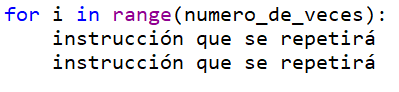 for i in range(numero_de_veces):
    instrucción que se repetirá
    instrucción que se repetirá